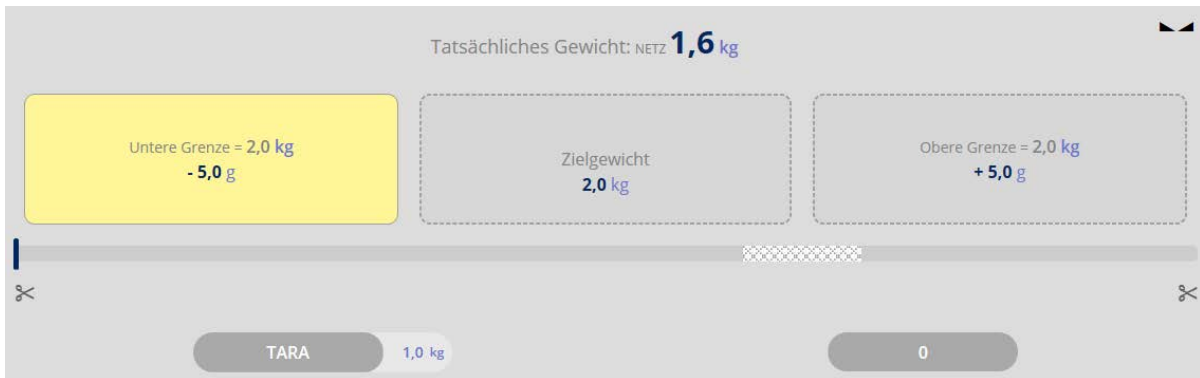 Tatsächliches Gewicht: NETZ 1,6 kg
Untere Grenze = 2,0 kg
- 5,0 g
Zielgewicht
2,0 kg
Obere Grenze = 2,0 kg
+ 5,0 g
TARA
1,0 kg
0